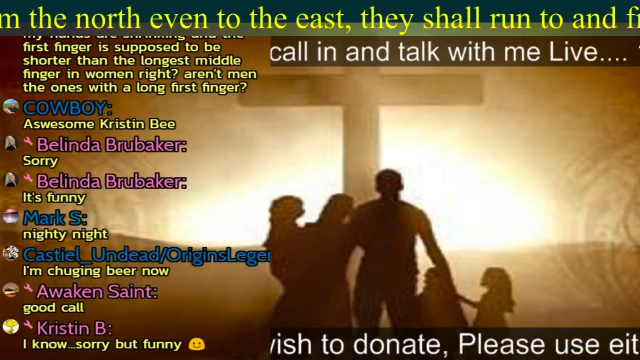 m the north even to the east, they shall run to and f
my hands are shrinking and the
first finger is supposed to be
shorter than the longest middle
finger in women right? aren't men
the ones with a long first finger?
COWBOY:
Aswesome Kristin Bee
Belinda Brubaker:
Sorry
Belinda Brubaker:
It's funny
Mark S:
nighty night
Castiel_Undead/OriginsLege
I'm chuging beer now
Awaken Saint:
good call
Kristin B:
I know...sorry but funny
call in and talk with me Live....
ish to donate, Please use eit